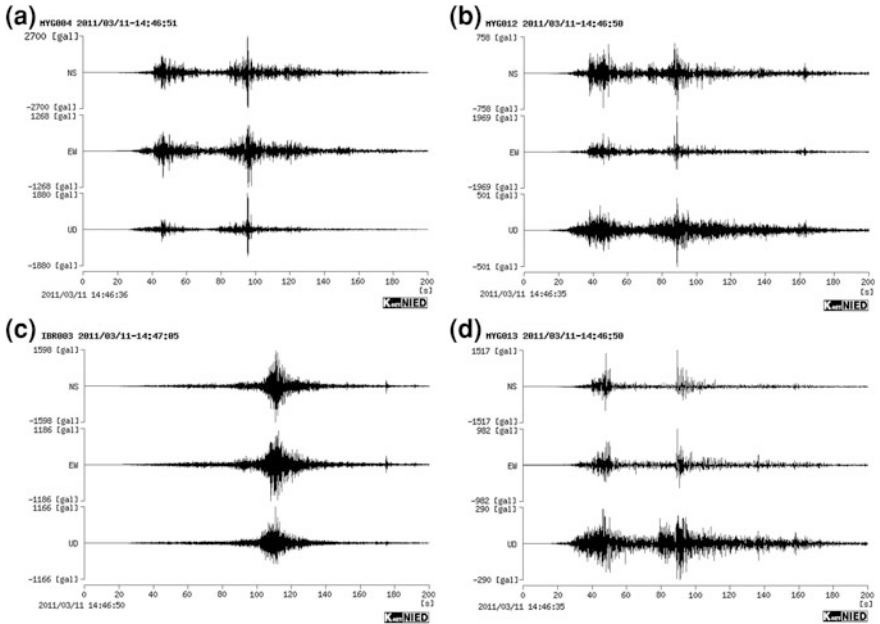 (a) MYG004 2011/03/11-14:46:51
2700 [gal]
NS
-2700 [gal]
1268 [gal]
EW
-1268 [gal]
1880 [gal]
UD
-1880 [gal]
0 20 40 60 80 100 120 140 160 180 200
[s]
2011/03/11 14:46:36
K-net NIED
(b) MYG012 2011/03/11-14:46:50
758 [gal]
NS
-758 [gal]
1969 [gal]
EW
-1969 [gal]
501 [gal]
UD
-501 [gal]
0 20 40 60 80 100 120 140 160 180 200
[s]
2011/03/11 14:46:35
K-net NIED
(c) IBR003 2011/03/11-14:47:05
1598 [gal]
NS
-1598 [gal]
1186 [gal]
EW
-1186 [gal]
1166 [gal]
UD
-1166 [gal]
0 20 40 60 80 100 120 140 160 180 200
[s]
2011/03/11 14:46:50
K-net NIED
(d) MYG013 2011/03/11-14:46:50
1517 [gal]
NS
-1517 [gal]
982 [gal]
EW
-982 [gal]
290 [gal]
UD
-290 [gal]
0 20 40 60 80 100 120 140 160 180 200
[s]
2011/03/11 14:46:35
K-net NIED